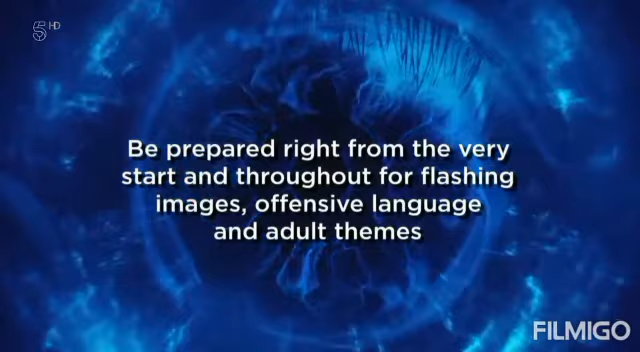 5 HD
Be prepared right from the very
start and throughout for flashing
images, offensive language
and adult themes
FILMIGO